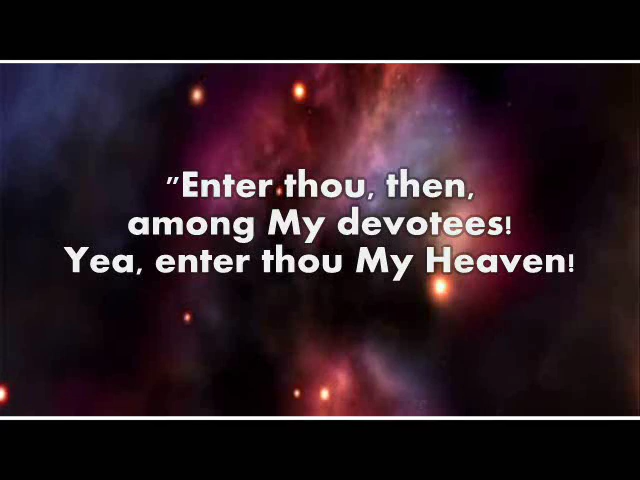 "Enter thou, then,
among My devotees!
Yea, enter thou My Heaven!